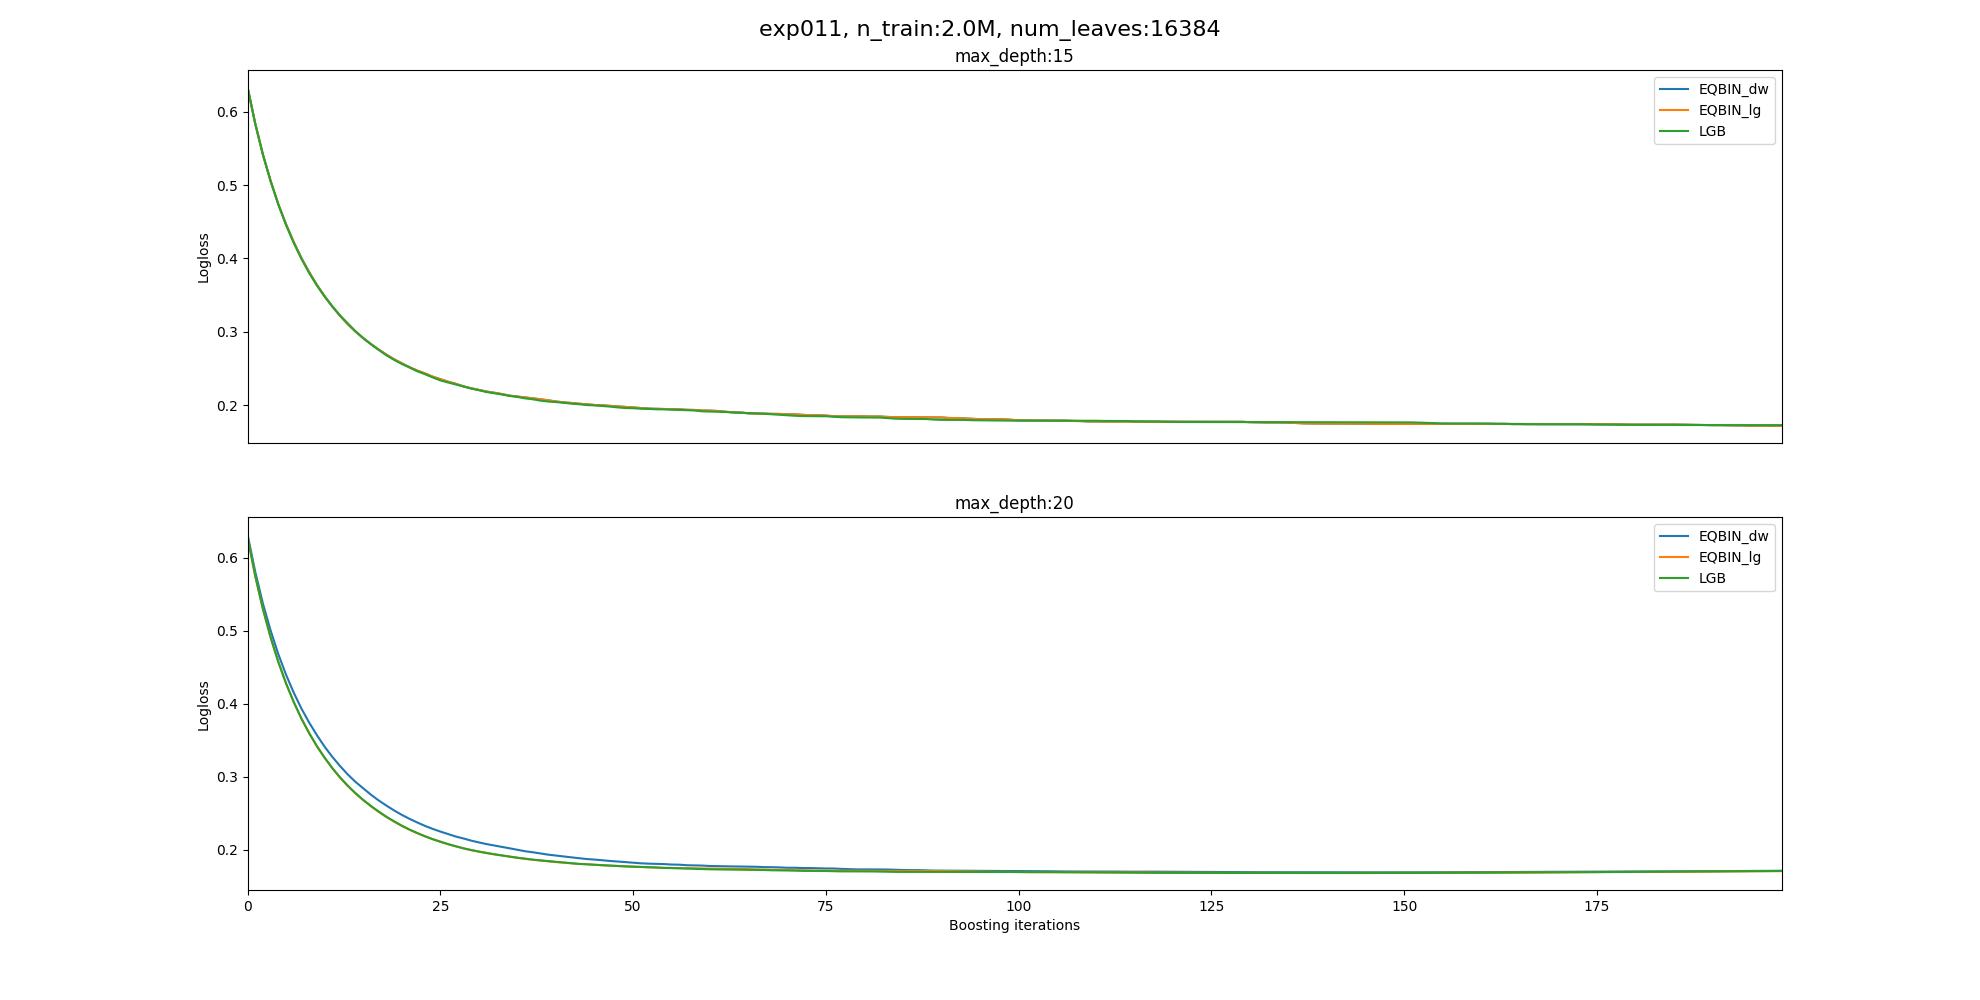 exp011, n_train:2.0M, num_leaves:16384
max_depth:15
EQBIN_dw
EQBIN_lg
LGB
0.6
0.5
0.4
0.3
0.2
Logloss
max_depth:20
EQBIN_dw
EQBIN_lg
LGB
0.6
0.5
0.4
0.3
0.2
Logloss
0 25 50 75 100 125 150 175
Boosting iterations